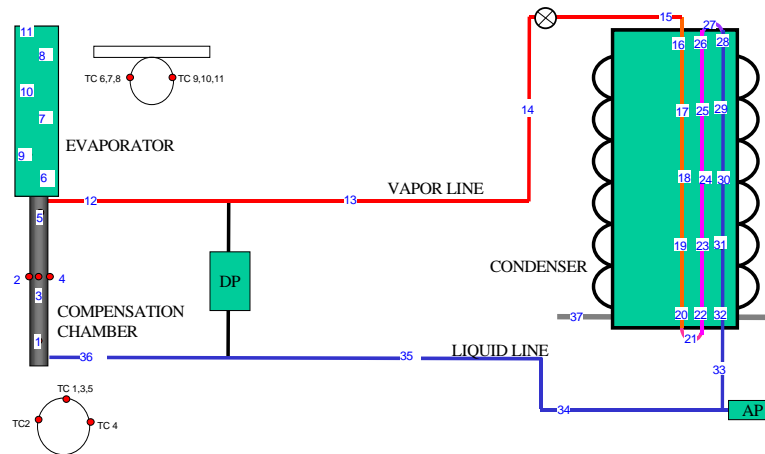 11
8
10
7
9
6
EVAPORATOR
TC 6,7,8
TC 9,10,11
5
2
4
3
COMPENSATION
CHAMBER
1
TC 1,3,5
TC2
TC 4
12
13
VAPOR LINE
14
15
DP
36
35
LIQUID LINE
34
33
AP
CONDENSER
37
16
26
27
28
17
25
29
18
24
30
19
23
31
20
22
32
21